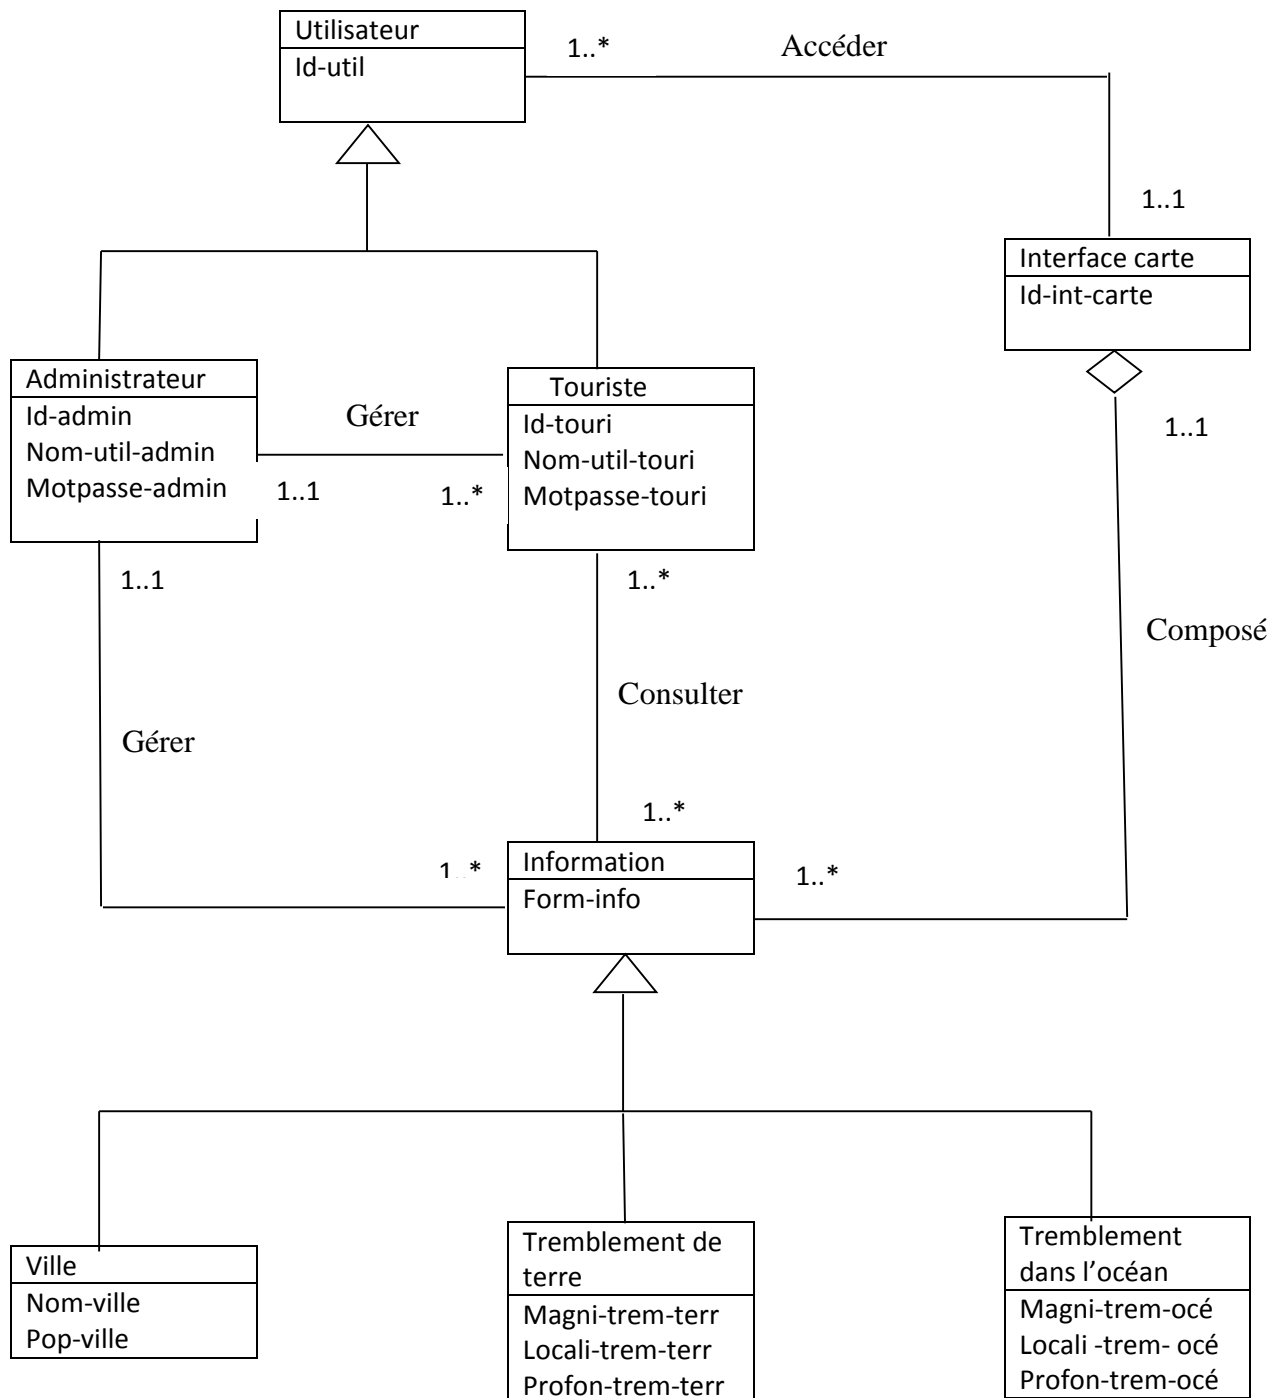 Utilisateur
Id-util
1..*
Accéder
1..1
Interface carte
Id-int-carte
1..1
Administrateur
Id-admin
Nom-util-admin
Motpasse-admin
Gérer
1..1
1..*
Touriste
Id-touri
Nom-util-touri
Motpasse-touri
1..1
1..*
Composé
Consulter
Gérer
1..*
1..*
1..*
Information
Form-info
Ville
Nom-ville
Pop-ville
Tremblement de
terre
Magni-trem-terr
Locali-trem-terr
Profon-trem-terr
Tremblement
dans l’océan
Magni-trem-océ
Locali -trem- océ
Profon-trem-océ